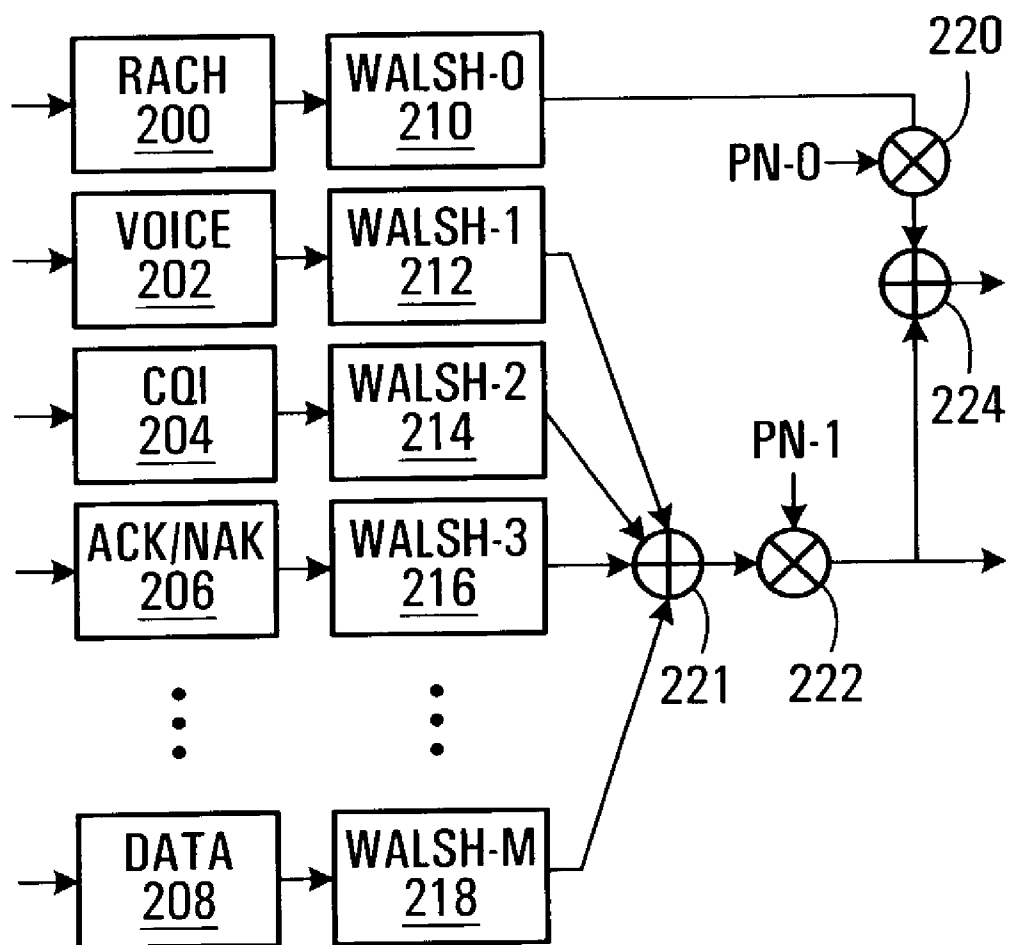 220
RACH
200
WALSH-0
210
PN-0
VOICE
202
WALSH-1
212
CQI
204
WALSH-2
214
224
PN-1
ACK/NAK
206
WALSH-3
216
221
222
DATA
208
WALSH-M
218